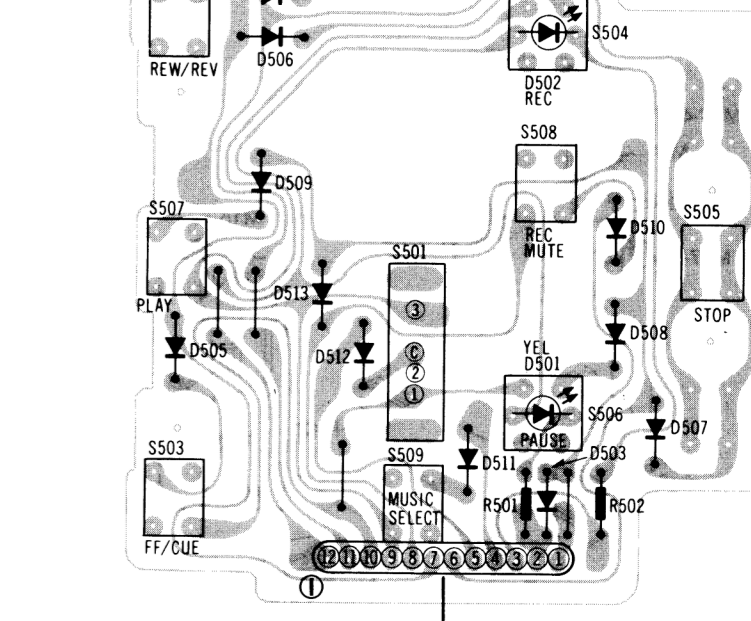 S504
D506
REW/REV
D502
REC
S508
D509
S507
S505
REC
MUTE
D510
S501
PLAY
D513
3
STOP
D505
D512
C
2
1
D508
YEL
D501
S506
PAUSE
D507
S503
S509
D511
D503
MUSIC
SELECT
R501
R502
FF/CUE
12 11 10 9 8 7 6 5 4 3 2 1
I